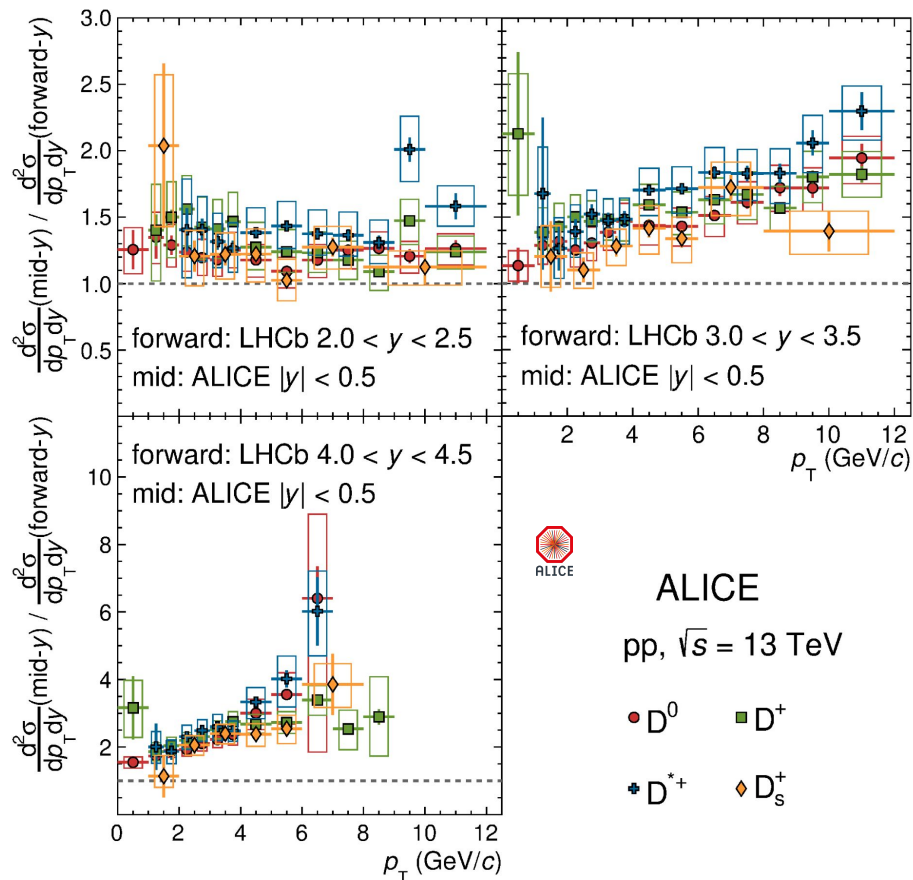 d²σ/dp_T dy (mid-y) / d²σ/dp_T dy (forward-y)
3.0
2.5
2.0
1.5
1.0
0.5
forward: LHCb 2.0 < y < 2.5
mid: ALICE |y| < 0.5
forward: LHCb 3.0 < y < 3.5
mid: ALICE |y| < 0.5
2 4 6 8 10 12
p_T (GeV/c)
d²σ/dp_T dy (mid-y) / d²σ/dp_T dy (forward-y)
10
8
6
4
2
forward: LHCb 4.0 < y < 4.5
mid: ALICE |y| < 0.5
0 2 4 6 8 10 12
p_T (GeV/c)
ALICE
ALICE
pp, √s = 13 TeV
D⁰ D⁺
D*⁺ D_s⁺